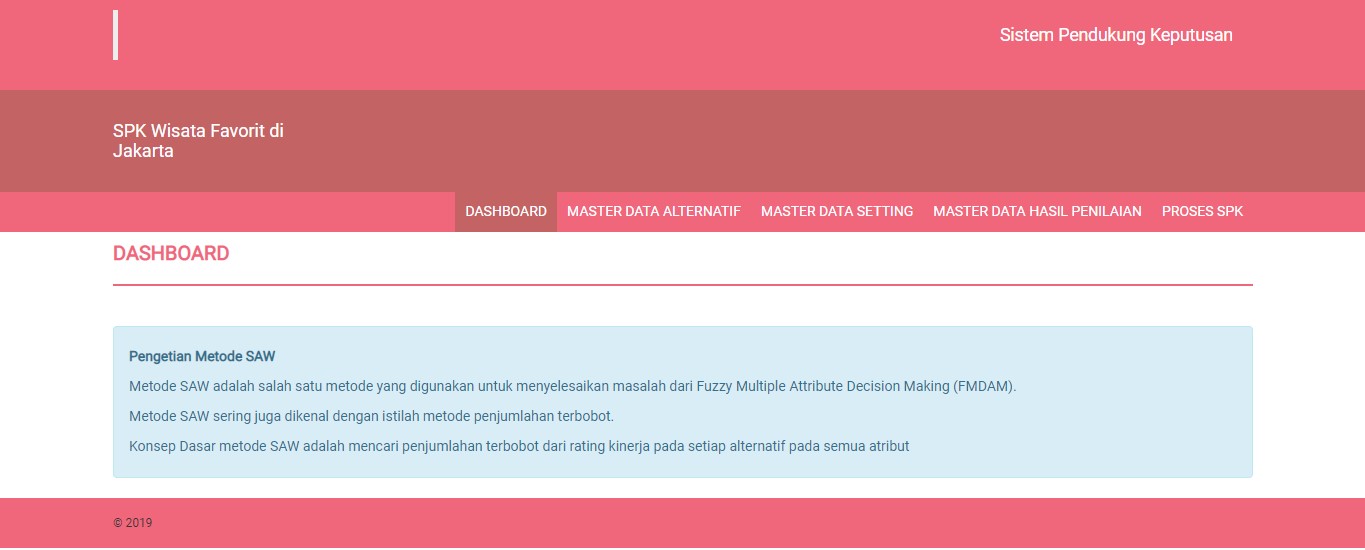 Sistem Pendukung Keputusan
SPK Wisata Favorit di
Jakarta
DASHBOARD MASTER DATA ALTERNATIF MASTER DATA SETTING MASTER DATA HASIL PENILAIAN PROSES SPK
DASHBOARD
Pengetian Metode SAW
Metode SAW adalah salah satu metode yang digunakan untuk menyelesaikan masalah dari Fuzzy Multiple Attribute Decision Making (FMDAM).
Metode SAW sering juga dikenal dengan istilah metode penjumlahan terbobot.
Konsep Dasar metode SAW adalah mencari penjumlahan terbobot dari rating kinerja pada setiap alternatif pada semua atribut
© 2019